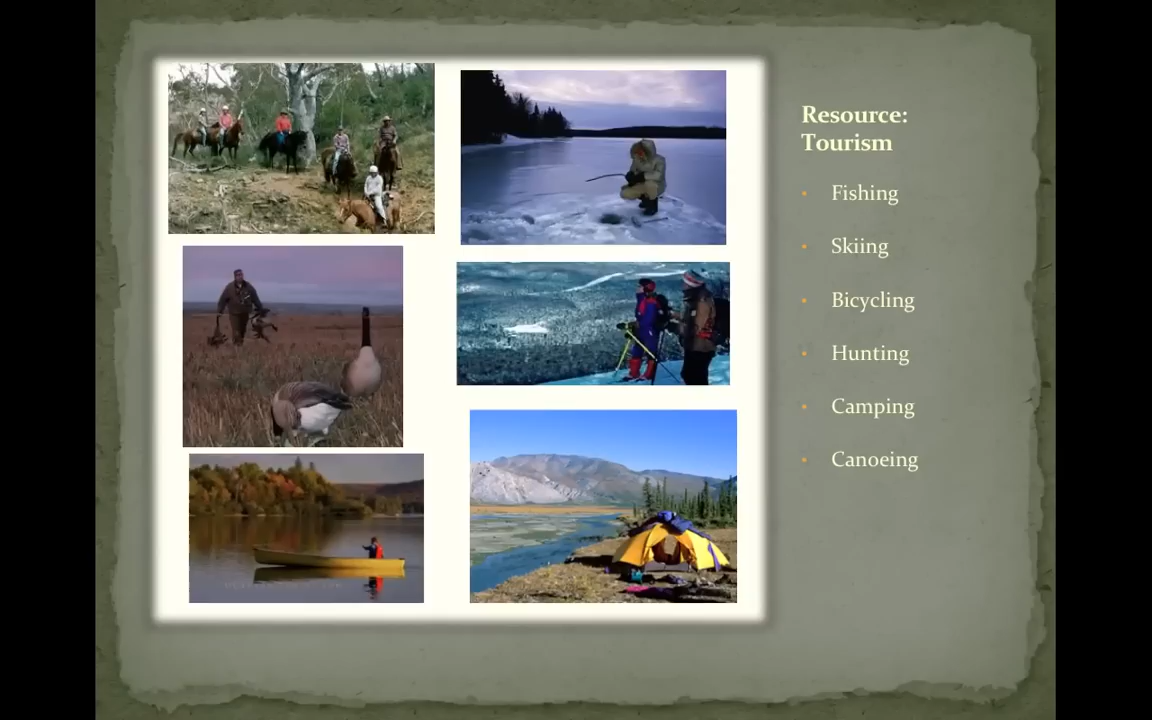 Resource:
Tourism
• Fishing
• Skiing
• Bicycling
• Hunting
• Camping
• Canoeing